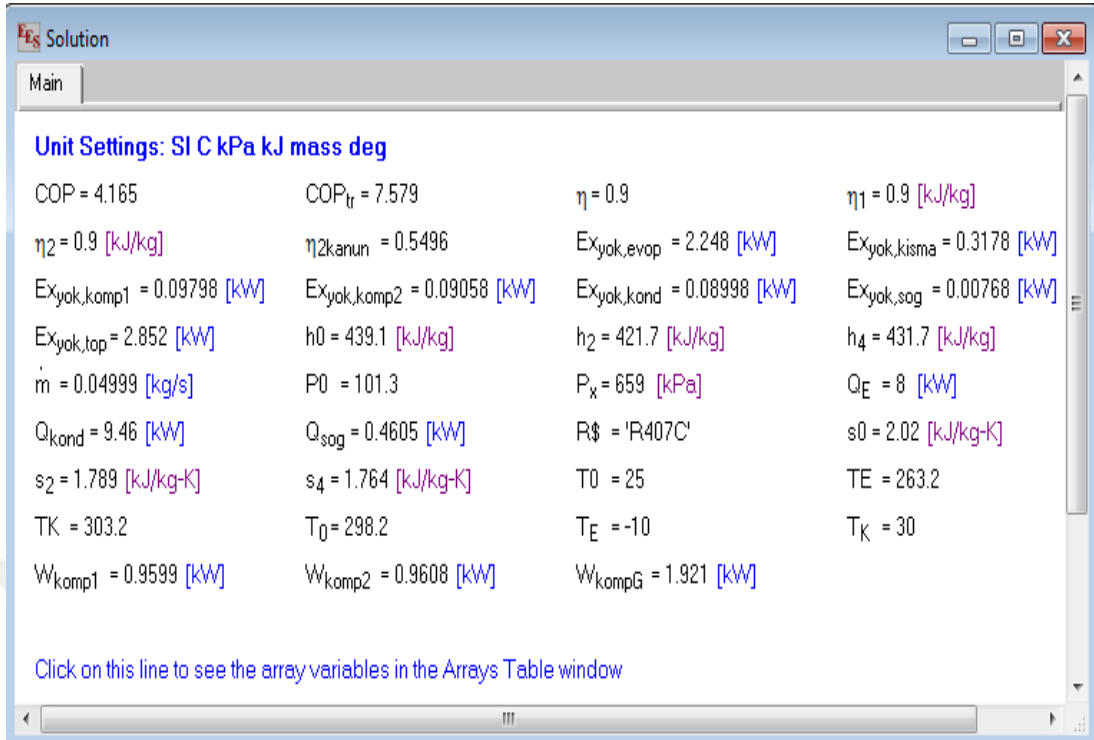 EES Solution
Main
Unit Settings: SI C kPa kJ mass deg
COP = 4.165 COPtr = 7.579 η = 0.9 η1 = 0.9 [kJ/kg]
η2 = 0.9 [kJ/kg] η2kanun = 0.5496 Exyok,evop = 2.248 [kW] Exyok,kisma = 0.3178 [kW]
Exyok,komp1 = 0.09798 [kW] Exyok,komp2 = 0.09058 [kW] Exyok,kond = 0.08998 [kW] Exyok,sog = 0.00768 [kW]
Exyok,top = 2.852 [kW] h0 = 439.1 [kJ/kg] h2 = 421.7 [kJ/kg] h4 = 431.7 [kJ/kg]
ṁ = 0.04999 [kg/s] P0 = 101.3 Px = 659 [kPa] QE = 8 [kW]
Qkond = 9.46 [kW] Qsog = 0.4605 [kW] R$ = 'R407C' s0 = 2.02 [kJ/kg-K]
s2 = 1.789 [kJ/kg-K] s4 = 1.764 [kJ/kg-K] T0 = 25 TE = 263.2
TK = 303.2 T0 = 298.2 TE = -10 TK = 30
Wkomp1 = 0.9599 [kW] Wkomp2 = 0.9608 [kW] WkompG = 1.921 [kW]
Click on this line to see the array variables in the Arrays Table window